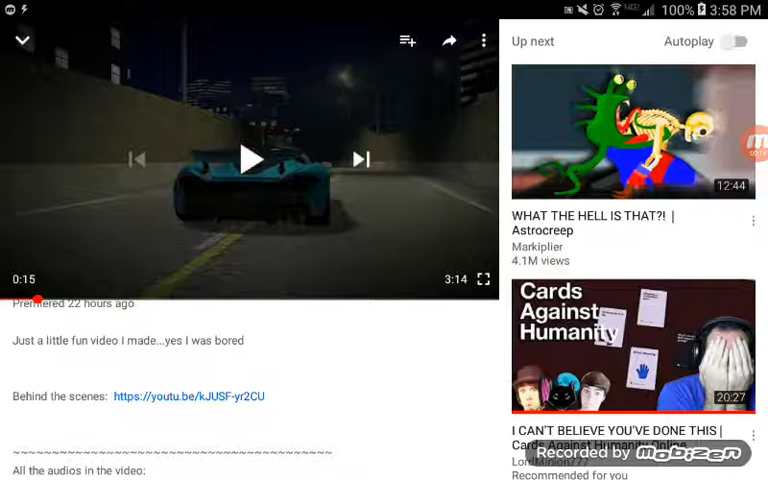 100% 3:58 PM
Up next
Autoplay
0:15
3:14
Premiered 22 hours ago
Just a little fun video I made...yes I was bored
Behind the scenes: https://youtu.be/kJUSF-yr2CU
~~~~~~~~~~~~~~~~~~~~~~~~~~~~~~~~~~~~~~~~~
All the audios in the video:
12:44
WHAT THE HELL IS THAT?! |
Astrocreep
Markiplier
4.1M views
Cards
Against
Humanity
20:27
I CAN'T BELIEVE YOU'VE DONE THIS |
Cards Against Humanity Online
LordMinion777
Recommended for you
Recorded by mobizen